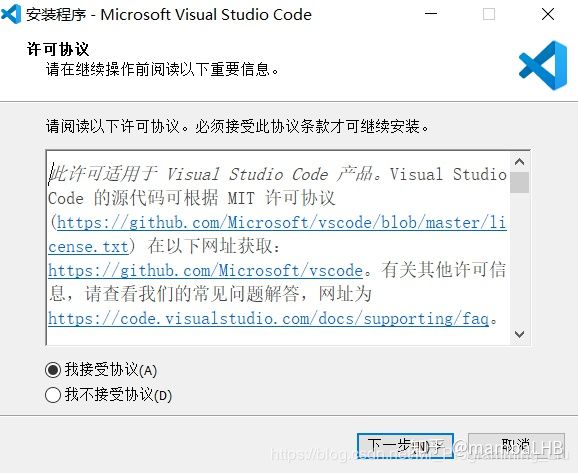 安装程序 - Microsoft Visual Studio Code
许可协议
请在继续操作前阅读以下重要信息。
请阅读以下许可协议。必须接受此协议条款才可继续安装。
此许可适用于 Visual Studio Code 产品。Visual Studio
Code 的源代码可根据 MIT 许可协议
(https://github.com/Microsoft/vscode/blob/master/li
cense.txt) 在以下网址获取:
https://github.com/Microsoft/vscode。有关其他许可信
息，请查看我们的常见问题解答，网址为
https://code.visualstudio.com/docs/supporting/faq。
我接受协议(A)
我不接受协议(D)
下一步(N) >
取消
知乎 @mambaLHB